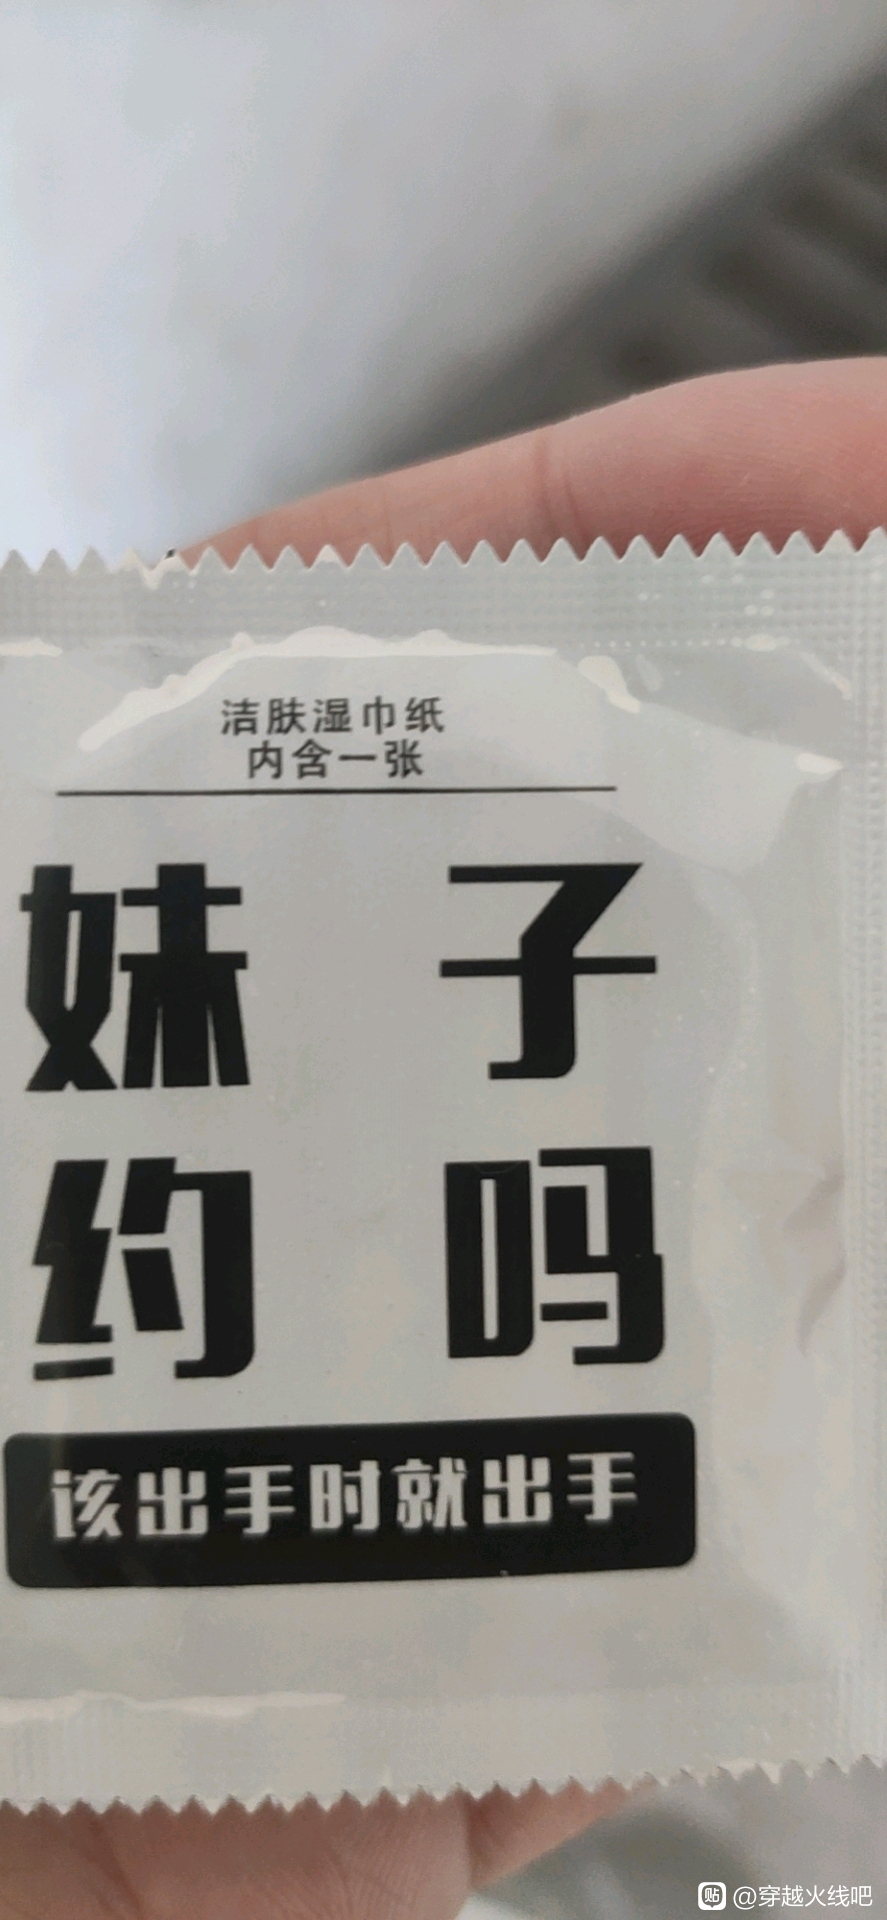 洁肤湿巾纸
内含一张
妹子
约吗
该出手时就出手
贴 @穿越火线吧